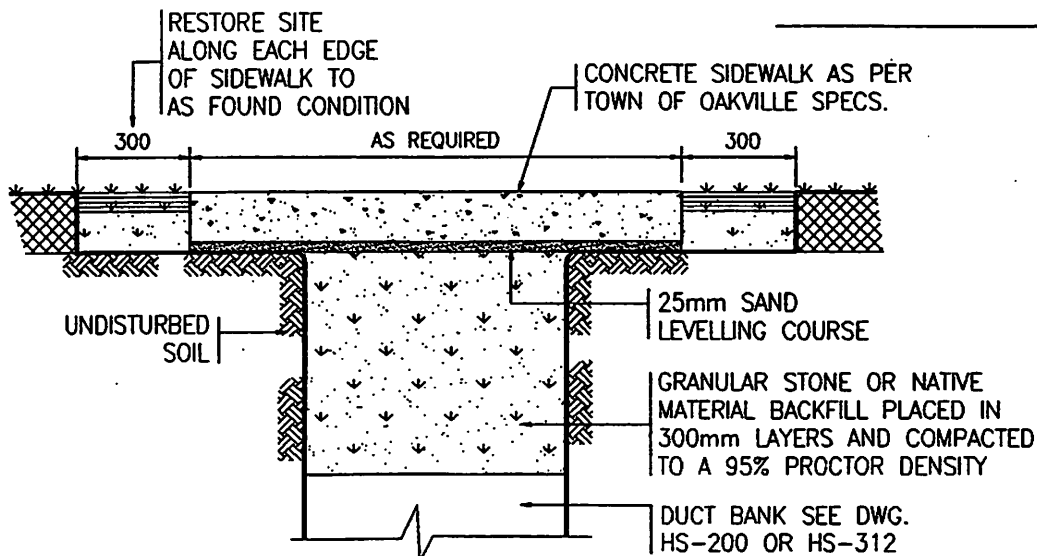 RESTORE SITE
ALONG EACH EDGE
OF SIDEWALK TO
AS FOUND CONDITION
CONCRETE SIDEWALK AS PER
TOWN OF OAKVILLE SPECS.
300
AS REQUIRED
300
UNDISTURBED
SOIL
25mm SAND
LEVELLING COURSE
GRANULAR STONE OR NATIVE
MATERIAL BACKFILL PLACED IN
300mm LAYERS AND COMPACTED
TO A 95% PROCTOR DENSITY
DUCT BANK SEE DWG.
HS-200 OR HS-312